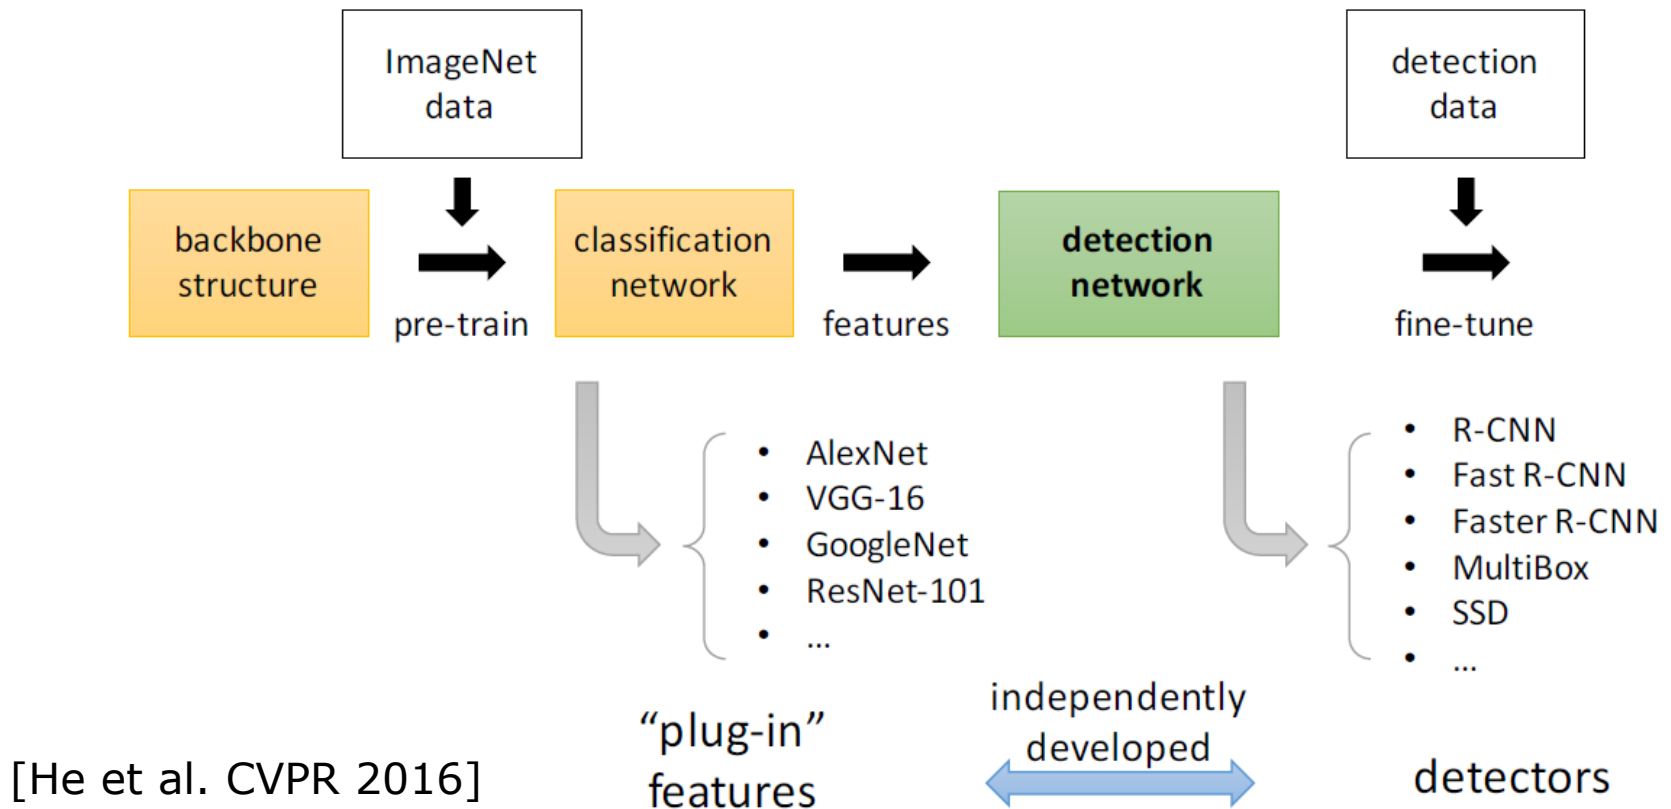 ImageNet
data
detection
data
backbone
structure
pre-train
classification
network
features
detection
network
fine-tune
• AlexNet
• VGG-16
• GoogleNet
• ResNet-101
• ...
• R-CNN
• Fast R-CNN
• Faster R-CNN
• MultiBox
• SSD
• ...
“plug-in”
features
independently
developed
detectors
[He et al. CVPR 2016]